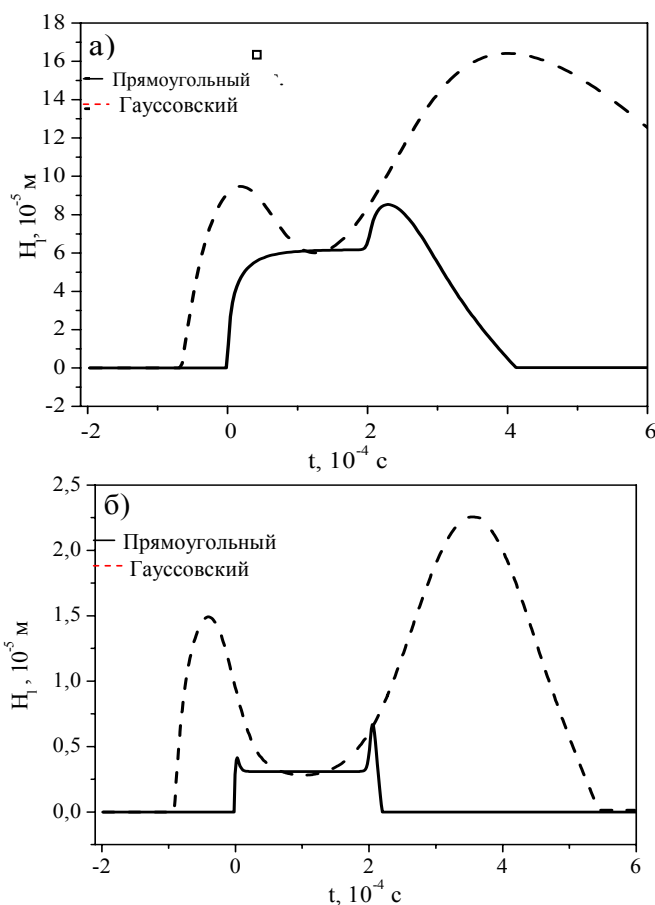 а)
Прямоугольный
Гауссовский
H₁, 10⁻⁵ м
18
16
14
12
10
8
6
4
2
0
-2
-2 0 2 4 6
t, 10⁻⁴ с
б)
Прямоугольный
Гауссовский
H₁, 10⁻⁵ м
2,5
2,0
1,5
1,0
0,5
0,0
-2 0 2 4 6
t, 10⁻⁴ с